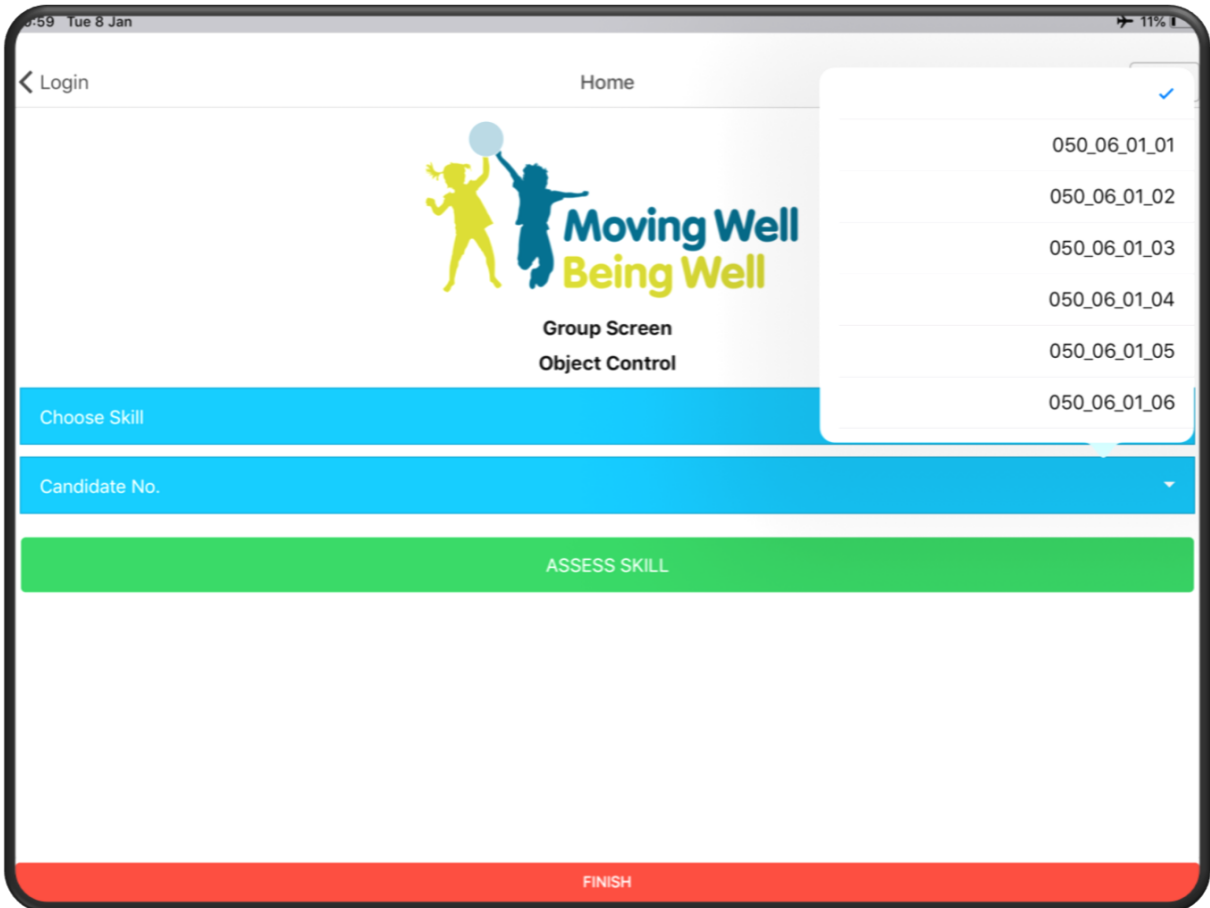 :59 Tue 8 Jan
11%
Login
Home
Moving Well
Being Well
Group Screen
Object Control
Choose Skill
Candidate No.
050_06_01_01
050_06_01_02
050_06_01_03
050_06_01_04
050_06_01_05
050_06_01_06
ASSESS SKILL
FINISH